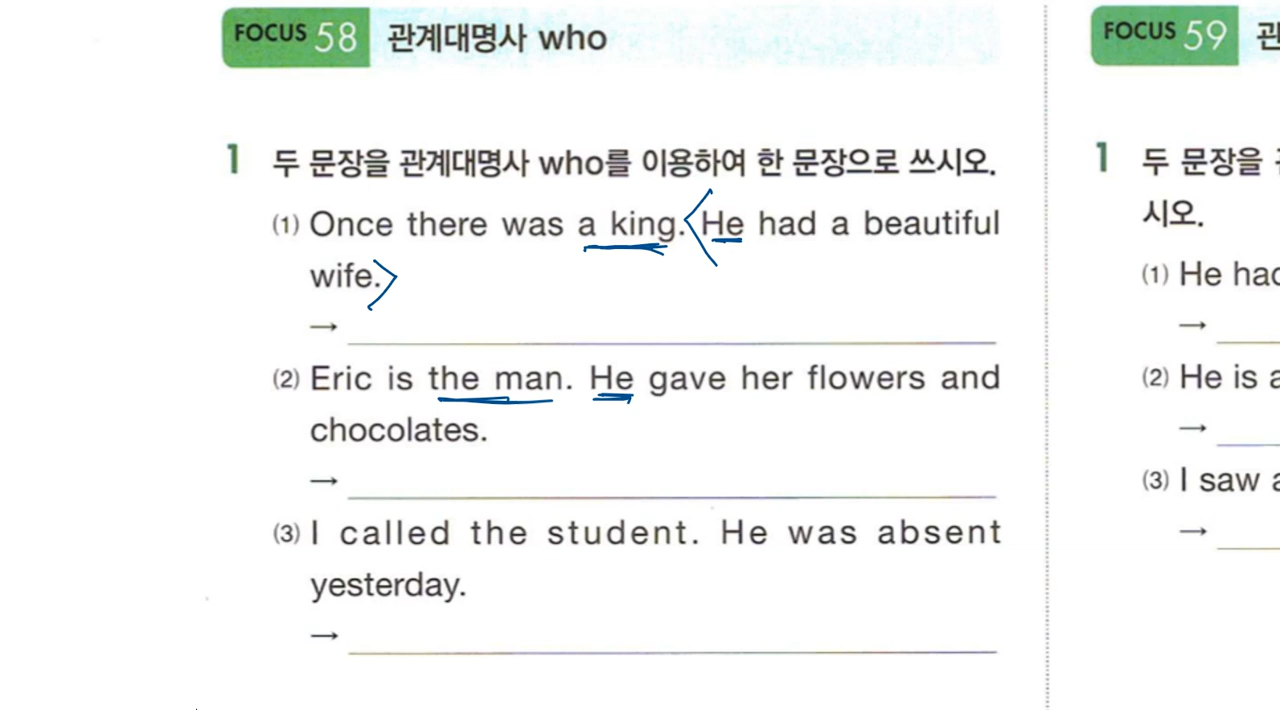 FOCUS 58 관계대명사 who
1 두 문장을 관계대명사 who를 이용하여 한 문장으로 쓰시오.
(1) Once there was a king. He had a beautiful
wife.
→
(2) Eric is the man. He gave her flowers and
chocolates.
→
(3) I called the student. He was absent
yesterday.
→
FOCUS 59
1 두 문장을
시오.
(1) He had
→
(2) He is a
→
(3) I saw a
→